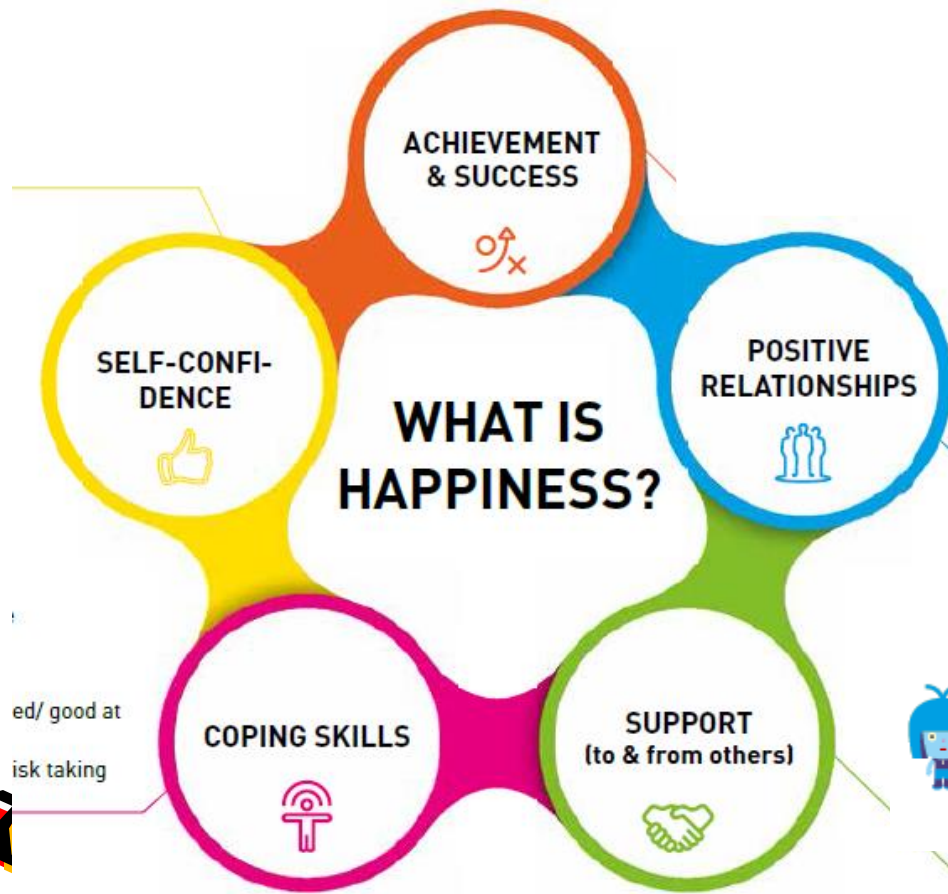 ACHIEVEMENT
& SUCCESS
SELF-CONFI-
DENCE
POSITIVE
RELATIONSHIPS
WHAT IS
HAPPINESS?
ed/ good at
isk taking
COPING SKILLS
SUPPORT
(to & from others)